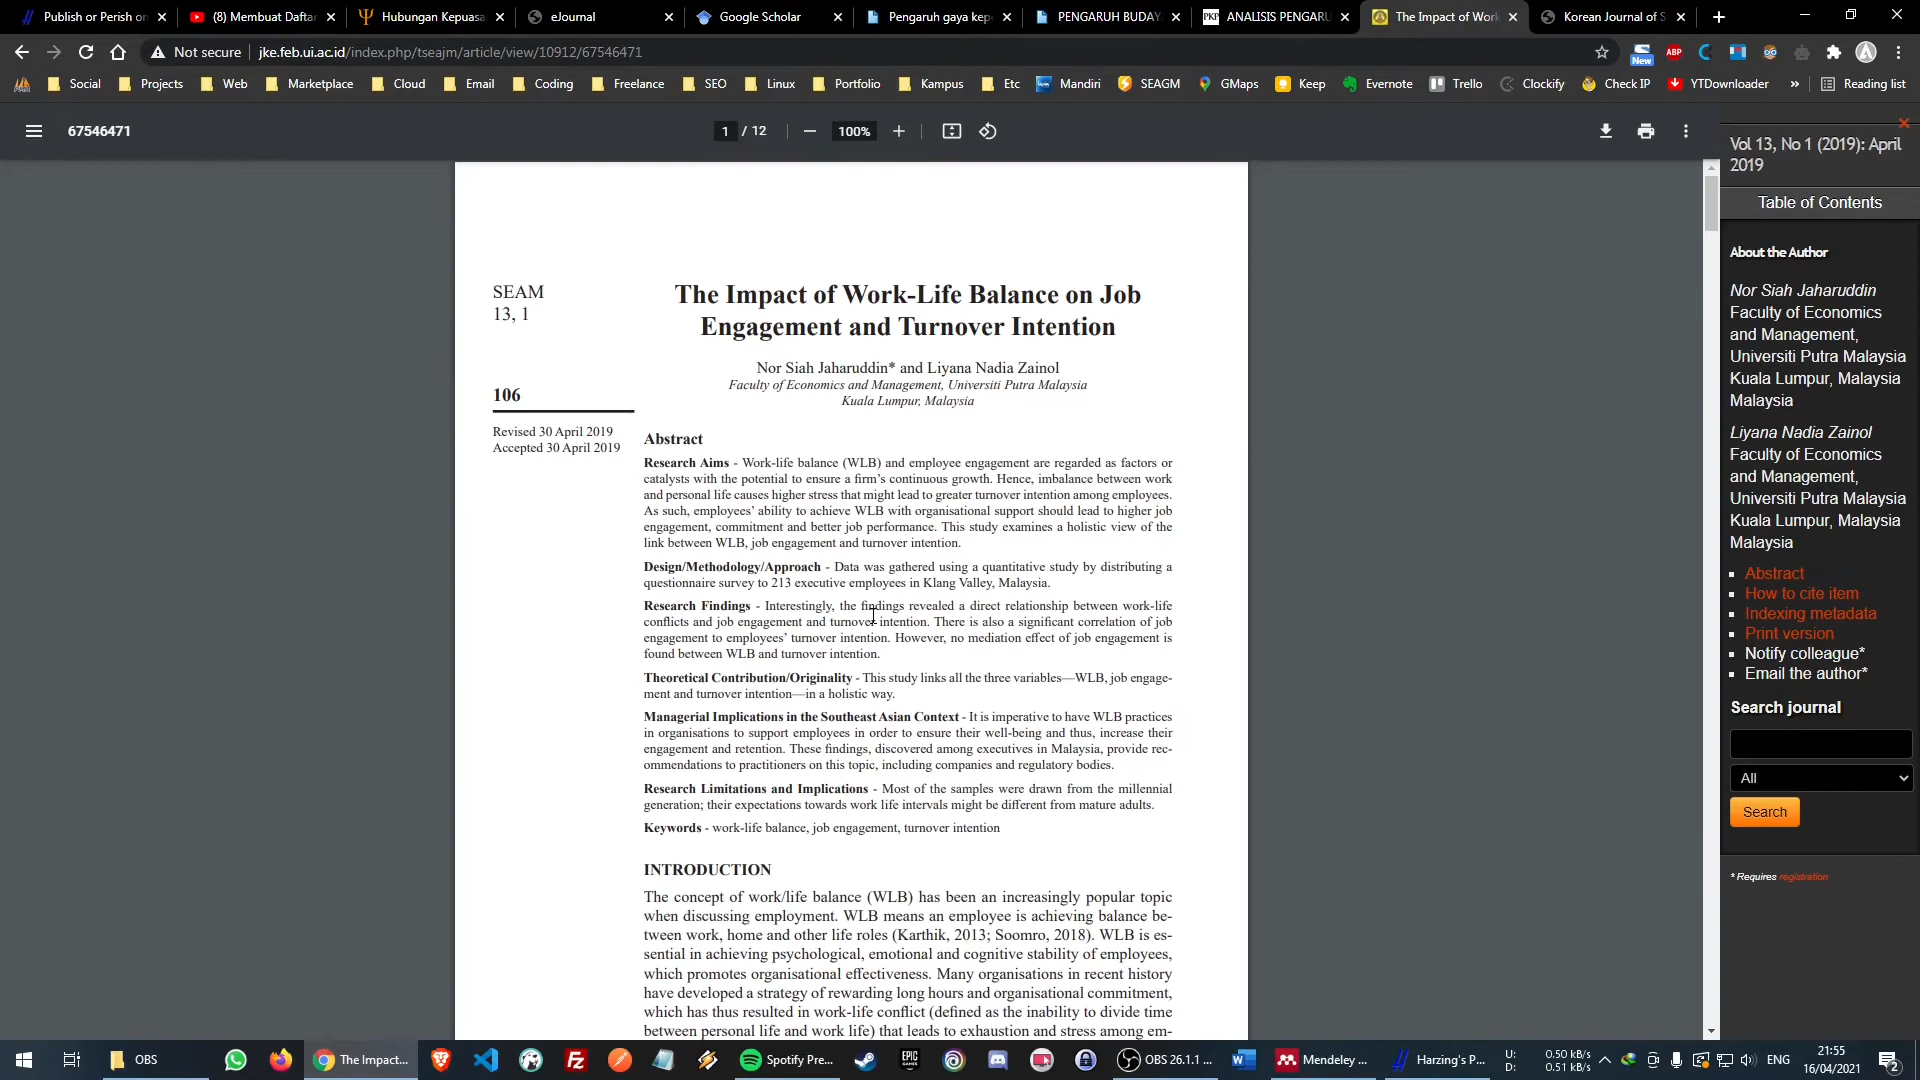 Publish or Perish on
(8) Membuat Daftar
Hubungan Kepuasa
eJournal
Google Scholar
Pengaruh gaya kep
PENGARUH BUDAY
ANALISIS PENGARU
The Impact of Work
Korean Journal of S
Not secure
jke.feb.ui.ac.id/index.php/tseajm/article/view/10912/67546471
New
ABP
Social
Projects
Web
Marketplace
Cloud
Email
Coding
Freelance
SEO
Linux
Portfolio
Kampus
Etc
Mandiri
SEAGM
GMaps
Keep
Evernote
Trello
Clockify
Check IP
YTDownloader
»
Reading list
67546471
1 / 12
100%
SEAM
13, 1
The Impact of Work-Life Balance on Job
Engagement and Turnover Intention
Nor Siah Jaharuddin* and Liyana Nadia Zainol
Faculty of Economics and Management, Universiti Putra Malaysia
Kuala Lumpur, Malaysia
106
Revised 30 April 2019
Accepted 30 April 2019
Abstract
Research Aims - Work-life balance (WLB) and employee engagement are regarded as factors or
catalysts with the potential to ensure a firm's continuous growth. Hence, imbalance between work
and personal life causes higher stress that might lead to greater turnover intention among employees.
As such, employees' ability to achieve WLB with organisational support should lead to higher job
engagement, commitment and better job performance. This study examines a holistic view of the
link between WLB, job engagement and turnover intention.
Design/Methodology/Approach - Data was gathered using a quantitative study by distributing a
questionnaire survey to 213 executive employees in Klang Valley, Malaysia.
Research Findings - Interestingly, the findings revealed a direct relationship between work-life
conflicts and job engagement and turnover intention. There is also a significant correlation of job
engagement to employees' turnover intention. However, no mediation effect of job engagement is
found between WLB and turnover intention.
Theoretical Contribution/Originality - This study links all the three variables—WLB, job engage-
ment and turnover intention—in a holistic way.
Managerial Implications in the Southeast Asian Context - It is imperative to have WLB practices
in organisations to support employees in order to ensure their well-being and thus, increase their
engagement and retention. These findings, discovered among executives in Malaysia, provide rec-
ommendations to practitioners on this topic, including companies and regulatory bodies.
Research Limitations and Implications - Most of the samples were drawn from the millennial
generation; their expectations towards work life intervals might be different from mature adults.
Keywords - work-life balance, job engagement, turnover intention
INTRODUCTION
The concept of work/life balance (WLB) has been an increasingly popular topic
when discussing employment. WLB means an employee is achieving balance be-
tween work, home and other life roles (Karthik, 2013; Soomro, 2018). WLB is es-
sential in achieving psychological, emotional and cognitive stability of employees,
which promotes organisational effectiveness. Many organisations in recent history
have developed a strategy of rewarding long hours and organisational commitment,
which has thus resulted in work-life conflict (defined as the inability to divide time
between personal life and work life) that leads to exhaustion and stress among em-
Vol 13, No 1 (2019): April
2019
Table of Contents
About the Author
Nor Siah Jaharuddin
Faculty of Economics
and Management,
Universiti Putra Malaysia
Kuala Lumpur, Malaysia
Malaysia
Liyana Nadia Zainol
Faculty of Economics
and Management,
Universiti Putra Malaysia
Kuala Lumpur, Malaysia
Malaysia
Abstract
How to cite item
Indexing metadata
Print version
Notify colleague*
Email the author*
Search journal
All
Search
* Requires registration
OBS
The Impact...
Spotify Pre...
EPIC
GAMES
OBS 26.1.1 ...
Mendeley ...
Harzing's P...
U: 0.50 kB/s
D: 0.51 kB/s
ENG
21:55
16/04/2021
2